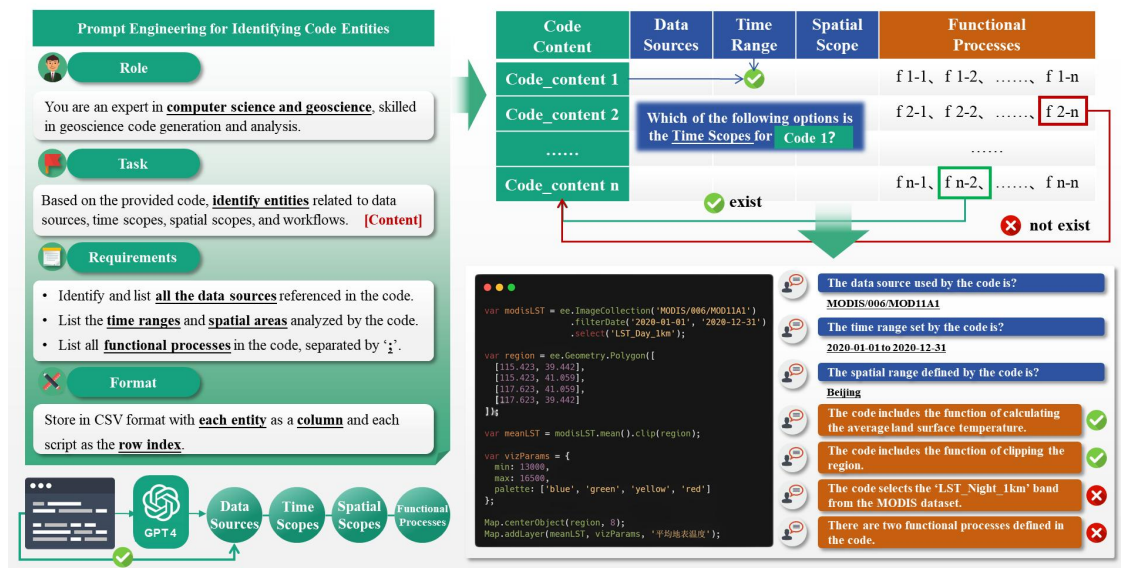 Prompt Engineering for Identifying Code Entities
Role
You are an expert in computer science and geoscience, skilled
in geoscience code generation and analysis.
Task
Based on the provided code, identify entities related to data
sources, time scopes, spatial scopes, and workflows. [Content]
Requirements
• Identify and list all the data sources referenced in the code.
• List the time ranges and spatial areas analyzed by the code.
• List all functional processes in the code, separated by ‘;’.
Format
Store in CSV format with each entity as a column and each
script as the row index.
GPT4
Data
Sources
Time
Scopes
Spatial
Scopes
Functional
Processes
Code
Content
Data
Sources
Time
Range
Spatial
Scope
Functional
Processes
Code_content 1
f 1-1、f 1-2、……、f 1-n
Code_content 2
Which of the following options is
the Time Scopes for Code 1?
f 2-1、f 2-2、……、f 2-n
……
……
Code_content n
f n-1、f n-2、……、f n-n
exist
not exist
var modisLST = ee.ImageCollection('MODIS/006/MOD11A1')
.filterDate('2020-01-01', '2020-12-31')
.select('LST_Day_1km');
var region = ee.Geometry.Polygon([
[115.423, 39.442],
[115.423, 41.059],
[117.623, 41.059],
[117.623, 39.442]
]);
var meanLST = modisLST.mean().clip(region);
var vizParams = {
min: 13000,
max: 16500,
palette: ['blue', 'green', 'yellow', 'red']
};
Map.centerObject(region, 8);
Map.addLayer(meanLST, vizParams, '平均地表温度');
The data source used by the code is?
MODIS/006/MOD11A1
The time range set by the code is?
2020-01-01 to 2020-12-31
The spatial range defined by the code is?
Beijing
The code includes the function of calculating
the average land surface temperature.
The code includes the function of clipping the
region.
The code selects the ‘LST_Night_1km’ band
from the MODIS dataset.
There are two functional processes defined in
the code.